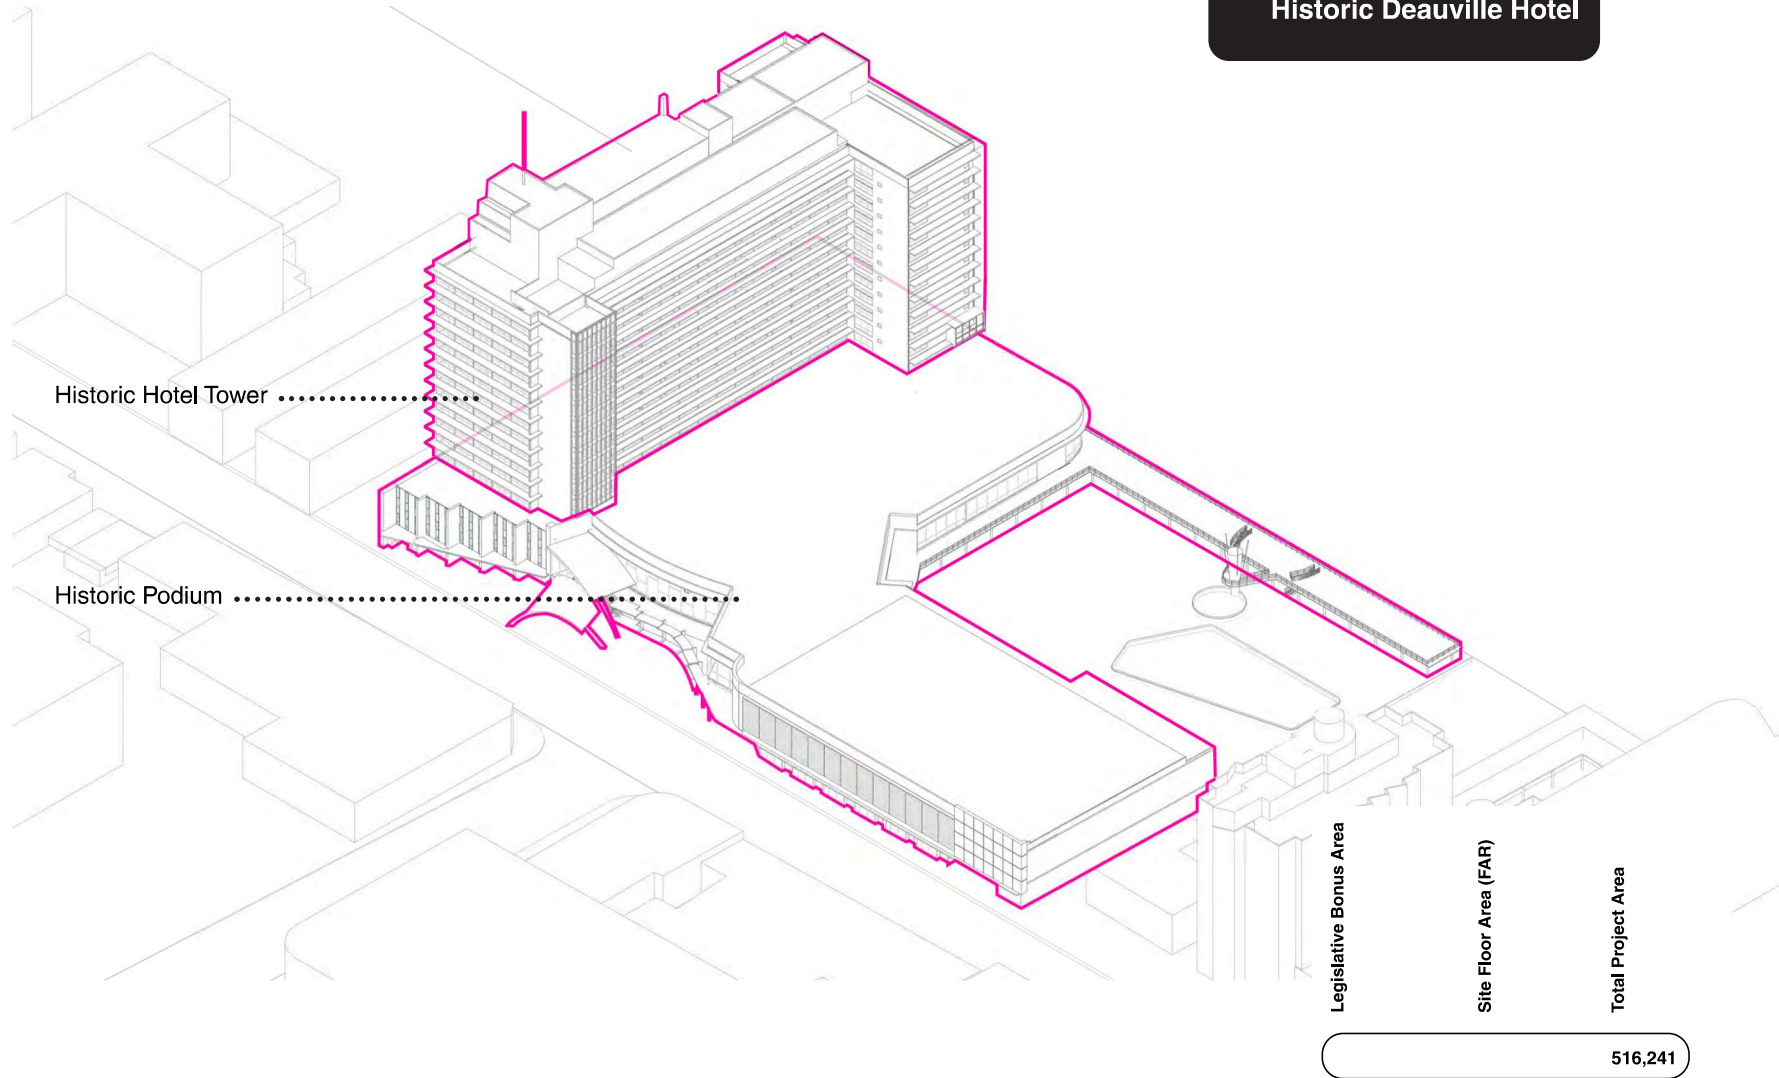 Historic Deauville Hotel
Historic Hotel Tower
Historic Podium
Legislative Bonus Area
Site Floor Area (FAR)
Total Project Area
516,241